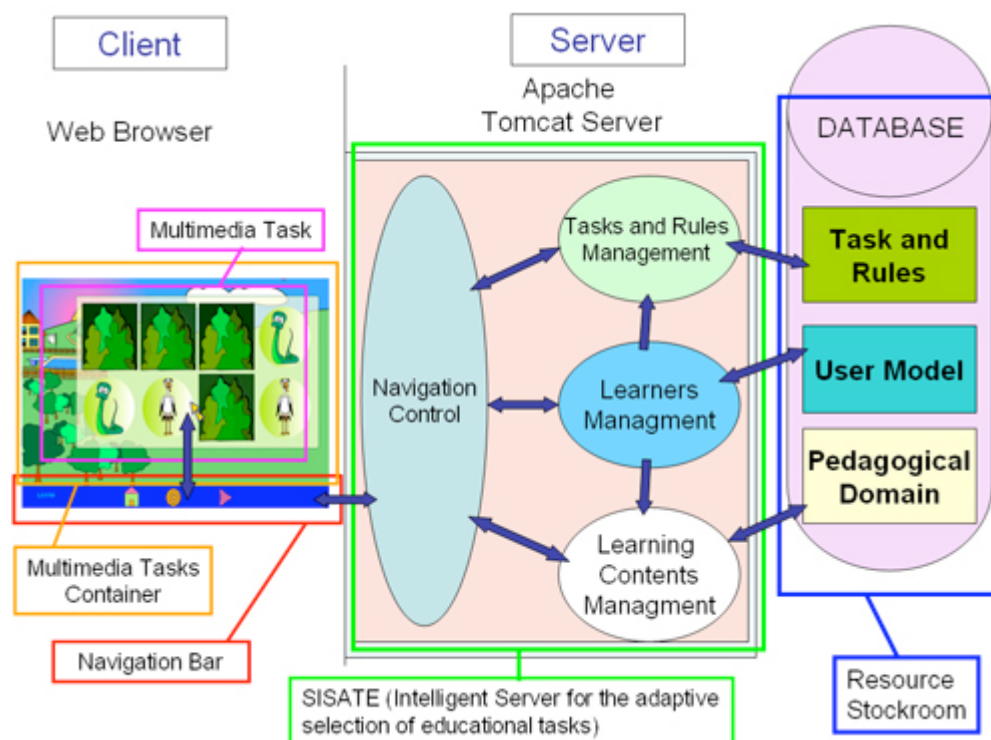 Client
Server
Web Browser
Apache
Tomcat Server
DATABASE
Multimedia Task
Tasks and Rules
Management
Task and
Rules
Navigation
Control
Learners
Managment
User Model
Pedagogical
Domain
Learning
Contents
Managment
Multimedia Tasks
Container
Navigation Bar
SISATE (Intelligent Server for the adaptive
selection of educational tasks)
Resource
Stockroom